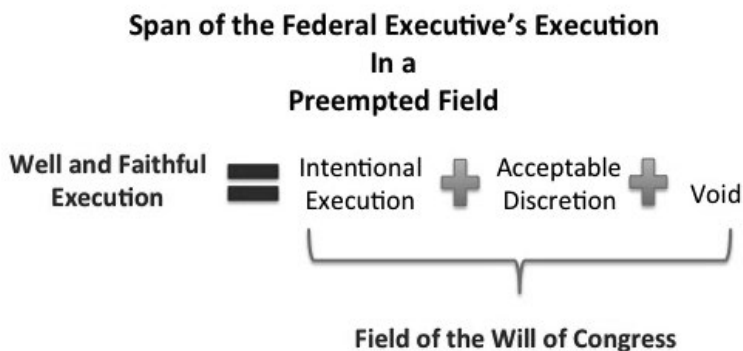 Span of the Federal Executive’s Execution
In a
Preempted Field
Well and Faithful
Execution
Intentional
Execution
Acceptable
Discretion
Void
Field of the Will of Congress